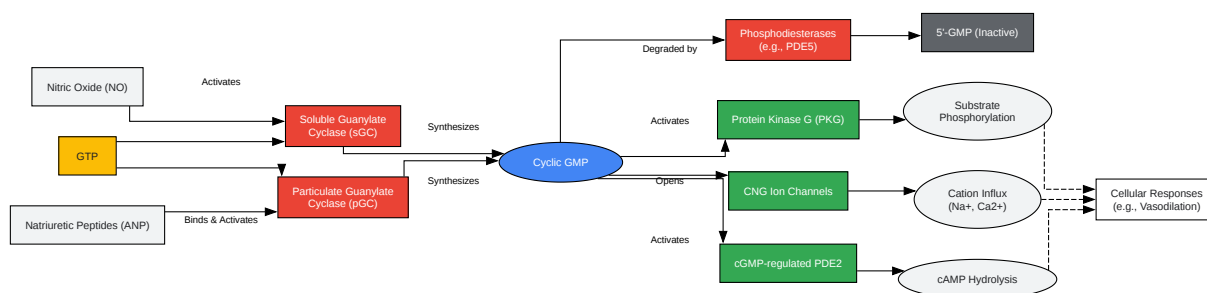 Nitric Oxide (NO)
GTP
Natriuretic Peptides (ANP)
Activates
Binds & Activates
Soluble Guanylate
Cyclase (sGC)
Particulate Guanylate
Cyclase (pGC)
Synthesizes
Synthesizes
Cyclic GMP
Degraded by
Activates
Opens
Activates
Phosphodiesterases
(e.g., PDE5)
Protein Kinase G (PKG)
CNG Ion Channels
cGMP-regulated PDE2
5'-GMP (Inactive)
Substrate
Phosphorylation
Cation Influx
(Na+, Ca2+)
cAMP Hydrolysis
Cellular Responses
(e.g., Vasodilation)